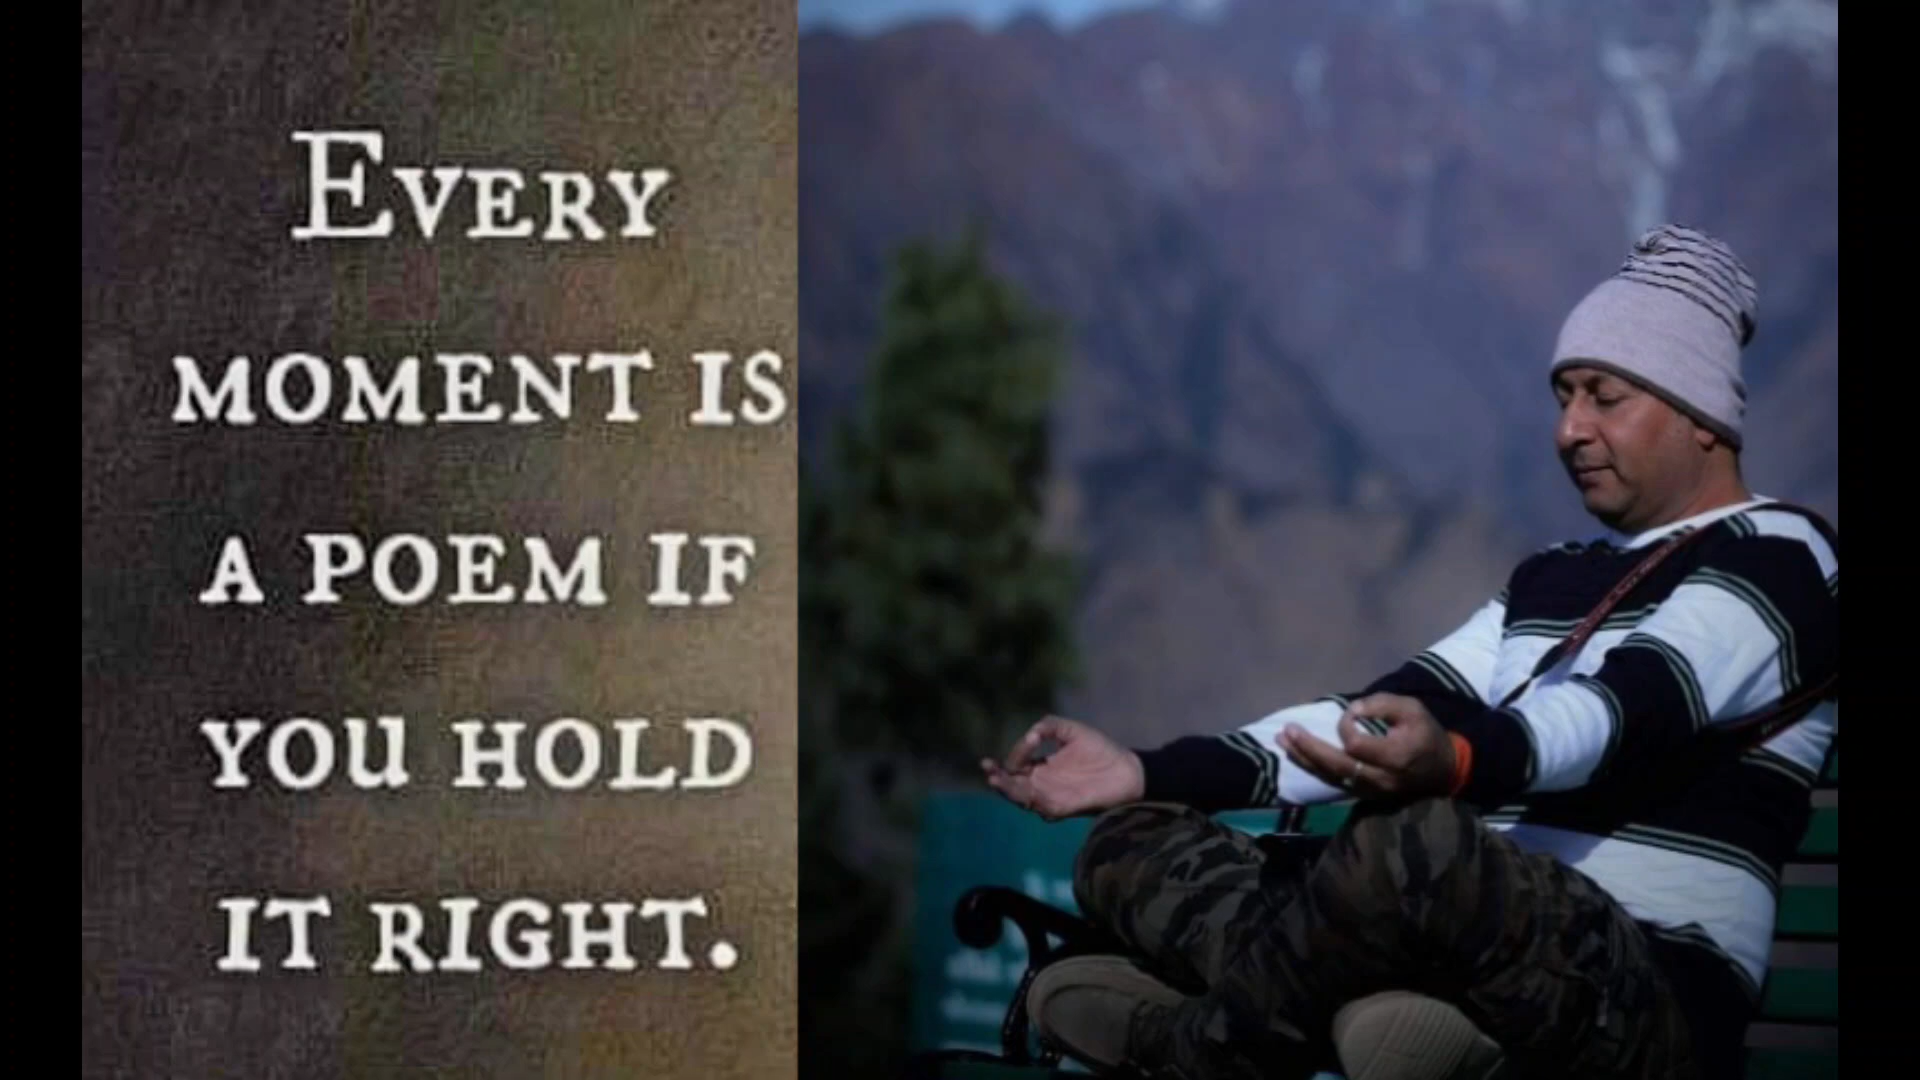 Every
moment is
a poem if
you hold
it right.